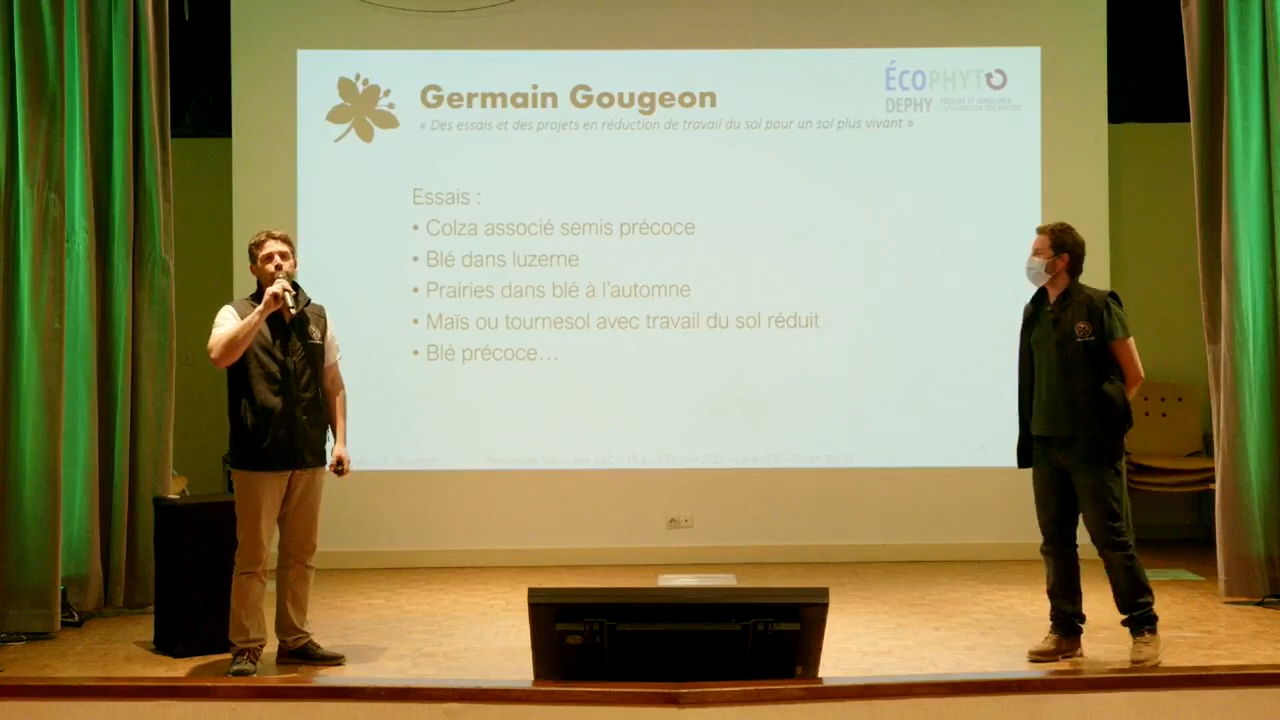 Germain Gougeon
« Des essais et des projets en réduction de travail du sol pour un sol plus vivant »
ÉCOPHYTO
DEPHY
Essais :
• Colza associé semis précoce
• Blé dans luzerne
• Prairies dans blé à l'automne
• Maïs ou tournesol avec travail du sol réduit
• Blé précoce…